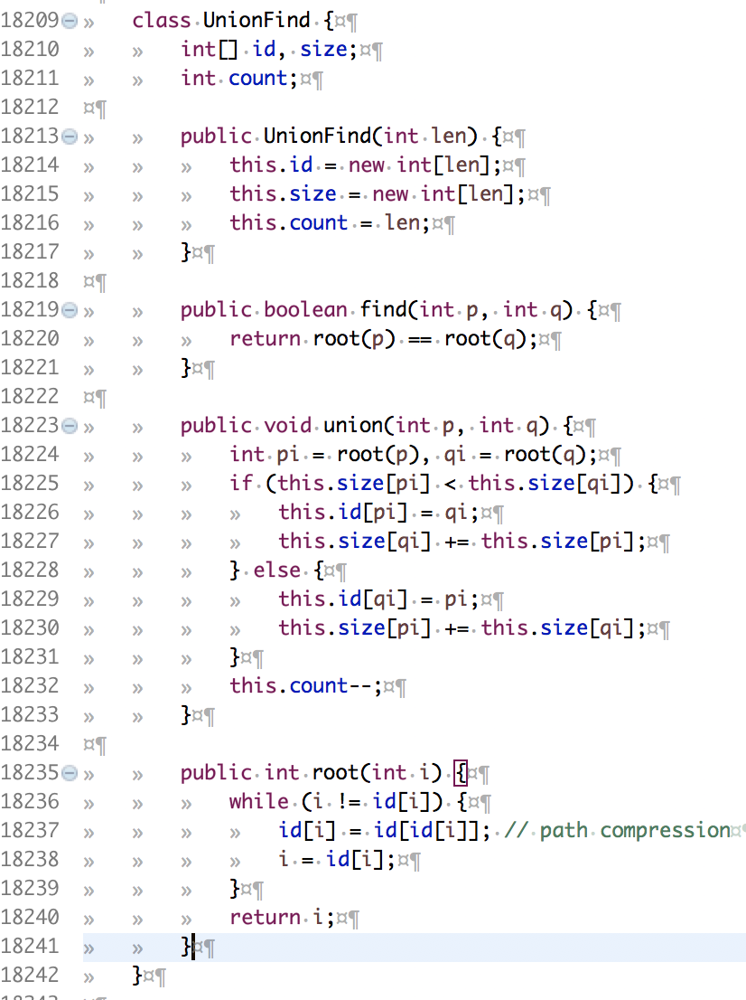 18209 » class·UnionFind·{¤¶
18210 » » int[]·id,·size;¤¶
18211 » » int·count;¤¶
18212 ¤¶
18213 » » public·UnionFind(int·len)·{¤¶
18214 » » » this.id·=·new·int[len];¤¶
18215 » » » this.size·=·new·int[len];¤¶
18216 » » » this.count·=·len;¤¶
18217 » » }¤¶
18218 ¤¶
18219 » » public·boolean·find(int·p,·int·q)·{¤¶
18220 » » » return·root(p)·==·root(q);¤¶
18221 » » }¤¶
18222 ¤¶
18223 » » public·void·union(int·p,·int·q)·{¤¶
18224 » » » int·pi·=·root(p),·qi·=·root(q);¤¶
18225 » » » if·(this.size[pi]·<·this.size[qi])·{¤¶
18226 » » » » this.id[pi]·=·qi;¤¶
18227 » » » » this.size[qi]·+=·this.size[pi];¤¶
18228 » » » }·else·{¤¶
18229 » » » » this.id[qi]·=·pi;¤¶
18230 » » » » this.size[pi]·+=·this.size[qi];¤¶
18231 » » » }¤¶
18232 » » » this.count--;¤¶
18233 » » }¤¶
18234 ¤¶
18235 » » public·int·root(int·i)·{¤¶
18236 » » » while·(i·!=·id[i])·{¤¶
18237 » » » » id[i]·=·id[id[i]];·//·path·compression¤
18238 » » » » i·=·id[i];¤¶
18239 » » » }¤¶
18240 » » » return·i;¤¶
18241 » » }¤¶
18242 » }¤¶